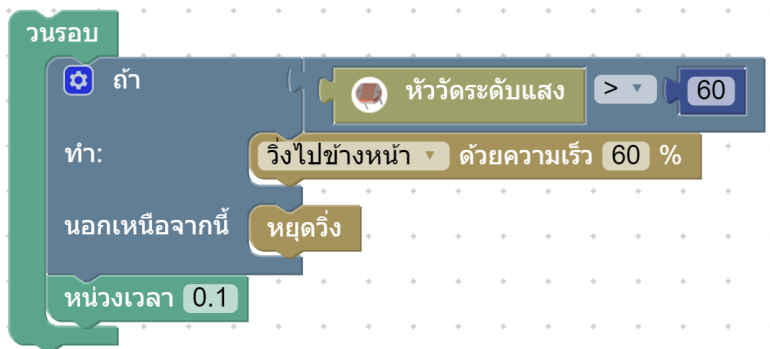 วนรอบ
ถ้า หัววัดระดับแสง > 60
ทำ: วิ่งไปข้างหน้า ด้วยความเร็ว 60 %
นอกเหนือจากนี้ หยุดวิ่ง
หน่วงเวลา 0.1